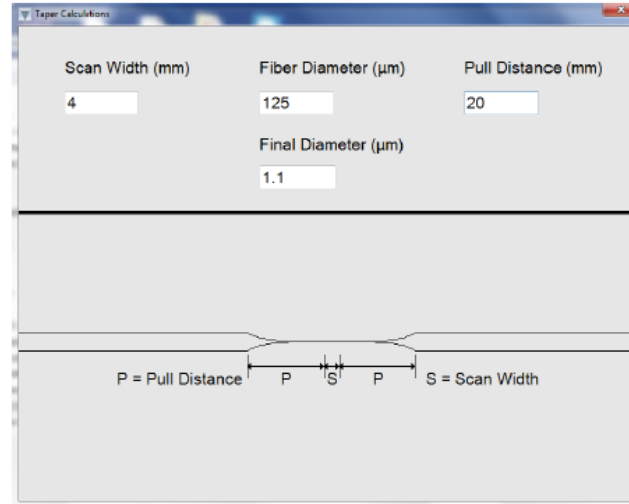 Taper Calculations
Scan Width (mm) Fiber Diameter (µm) Pull Distance (mm)
4 125 20
Final Diameter (µm)
1.1
P = Pull Distance P S P S = Scan Width